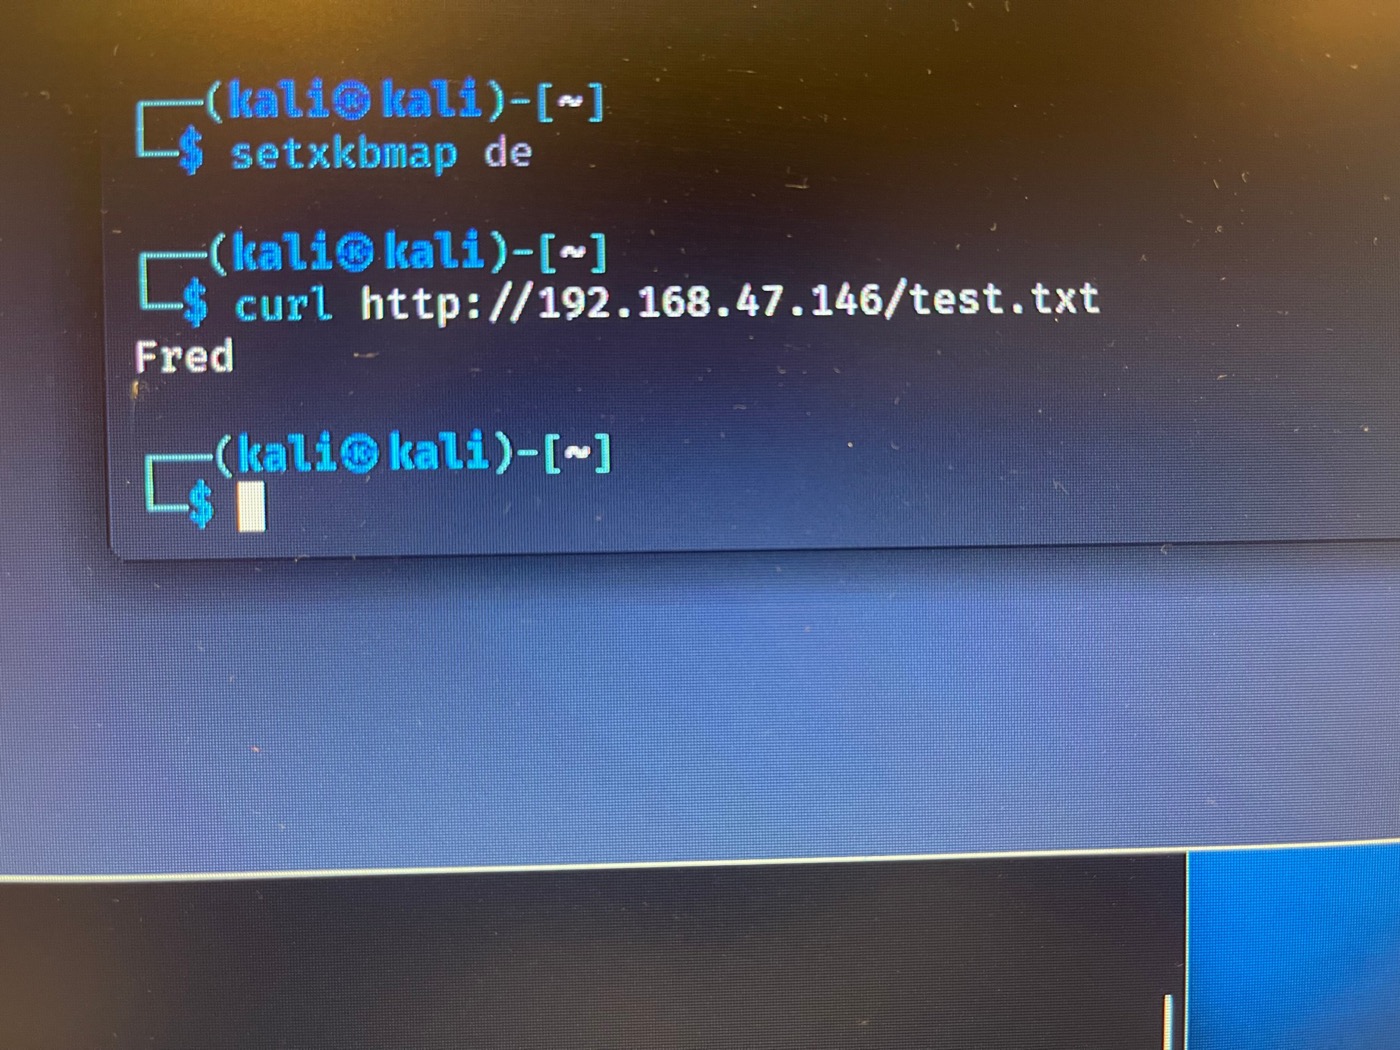 ┌──(kali㉿kali)-[~]
└─$ setxkbmap de
┌──(kali㉿kali)-[~]
└─$ curl http://192.168.47.146/test.txt
Fred
┌──(kali㉿kali)-[~]
└─$